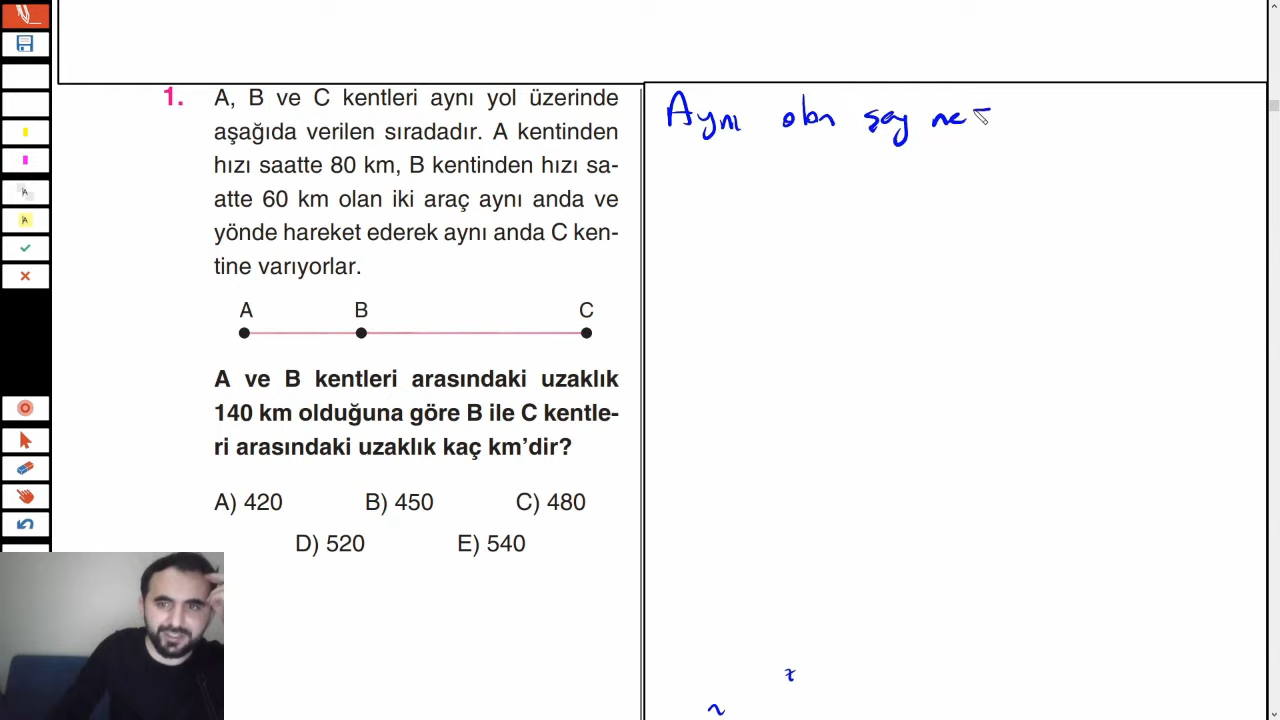 1. A, B ve C kentleri aynı yol üzerinde
aşağıda verilen sıradadır. A kentinden
hızı saatte 80 km, B kentinden hızı sa-
atte 60 km olan iki araç aynı anda ve
yönde hareket ederek aynı anda C ken-
tine varıyorlar.
A B C
A ve B kentleri arasındaki uzaklık
140 km olduğuna göre B ile C kentle-
ri arasındaki uzaklık kaç km'dir?
A) 420 B) 450 C) 480
D) 520 E) 540
Aynı olan şey ne